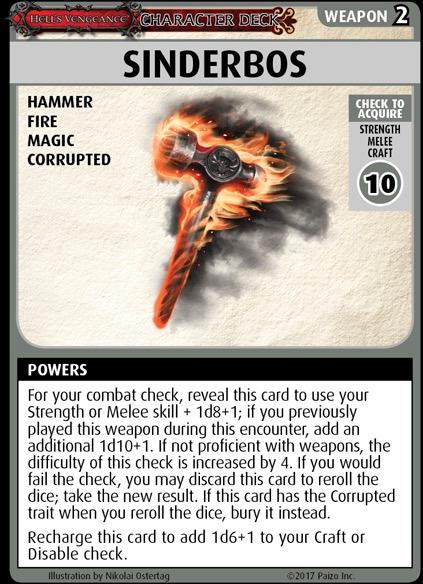 HELL'S VENGEANCE CHARACTER DECK WEAPON 2
SINDERBOS
HAMMER
FIRE
MAGIC
CORRUPTED
CHECK TO
ACQUIRE
STRENGTH
MELEE
CRAFT
10
POWERS
For your combat check, reveal this card to use your
Strength or Melee skill + 1d8+1; if you previously
played this weapon during this encounter, add an
additional 1d10+1. If not proficient with weapons, the
difficulty of this check is increased by 4. If you would
fail the check, you may discard this card to reroll the
dice; take the new result. If this card has the Corrupted
trait when you reroll the dice, bury it instead.
Recharge this card to add 1d6+1 to your Craft or
Disable check.
Illustration by Nikolai Ostertag ©2017 Paizo Inc.